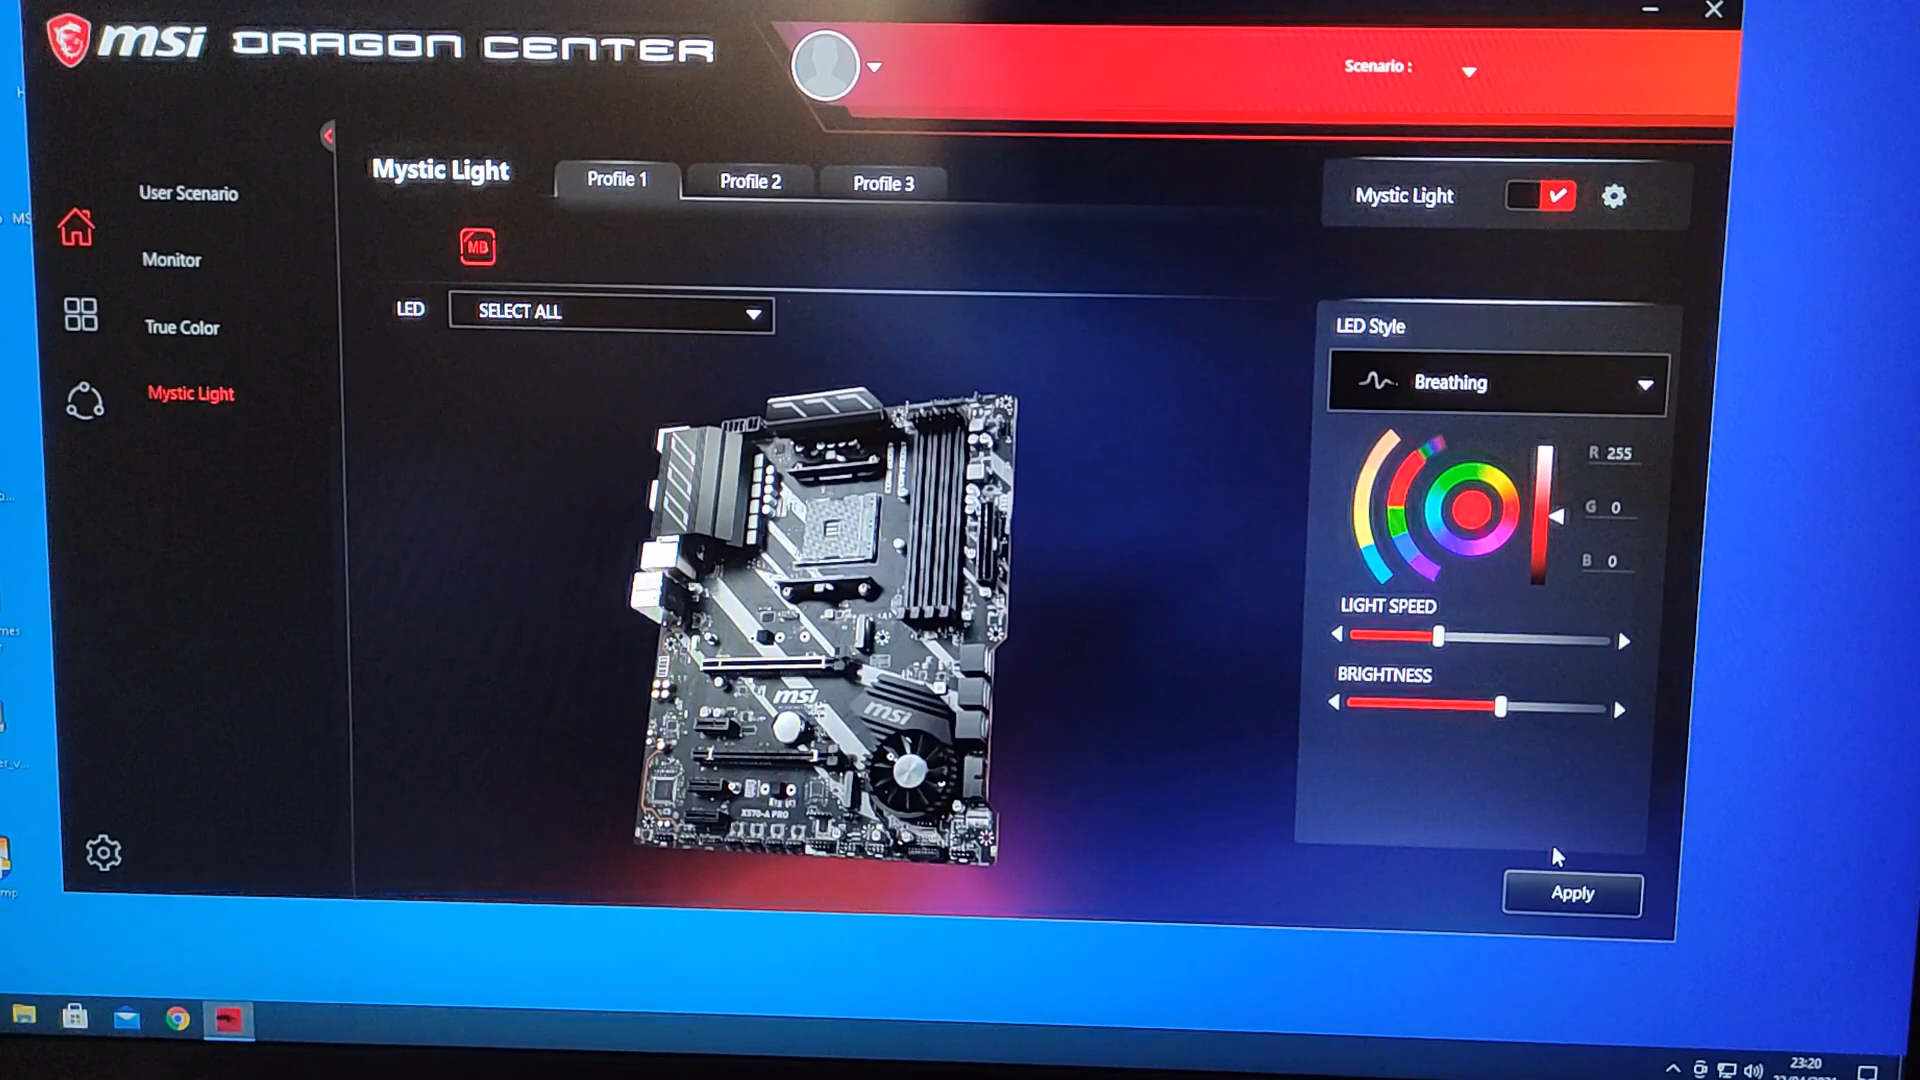 msi DRAGON CENTER
Scenario :
Mystic Light
Profile 1
Profile 2
Profile 3
Mystic Light
User Scenario
Monitor
True Color
Mystic Light
MB
LED
SELECT ALL
LED Style
Breathing
R 255
G 0
B 0
LIGHT SPEED
BRIGHTNESS
msi
msi
X570-A PRO
Apply
23:20